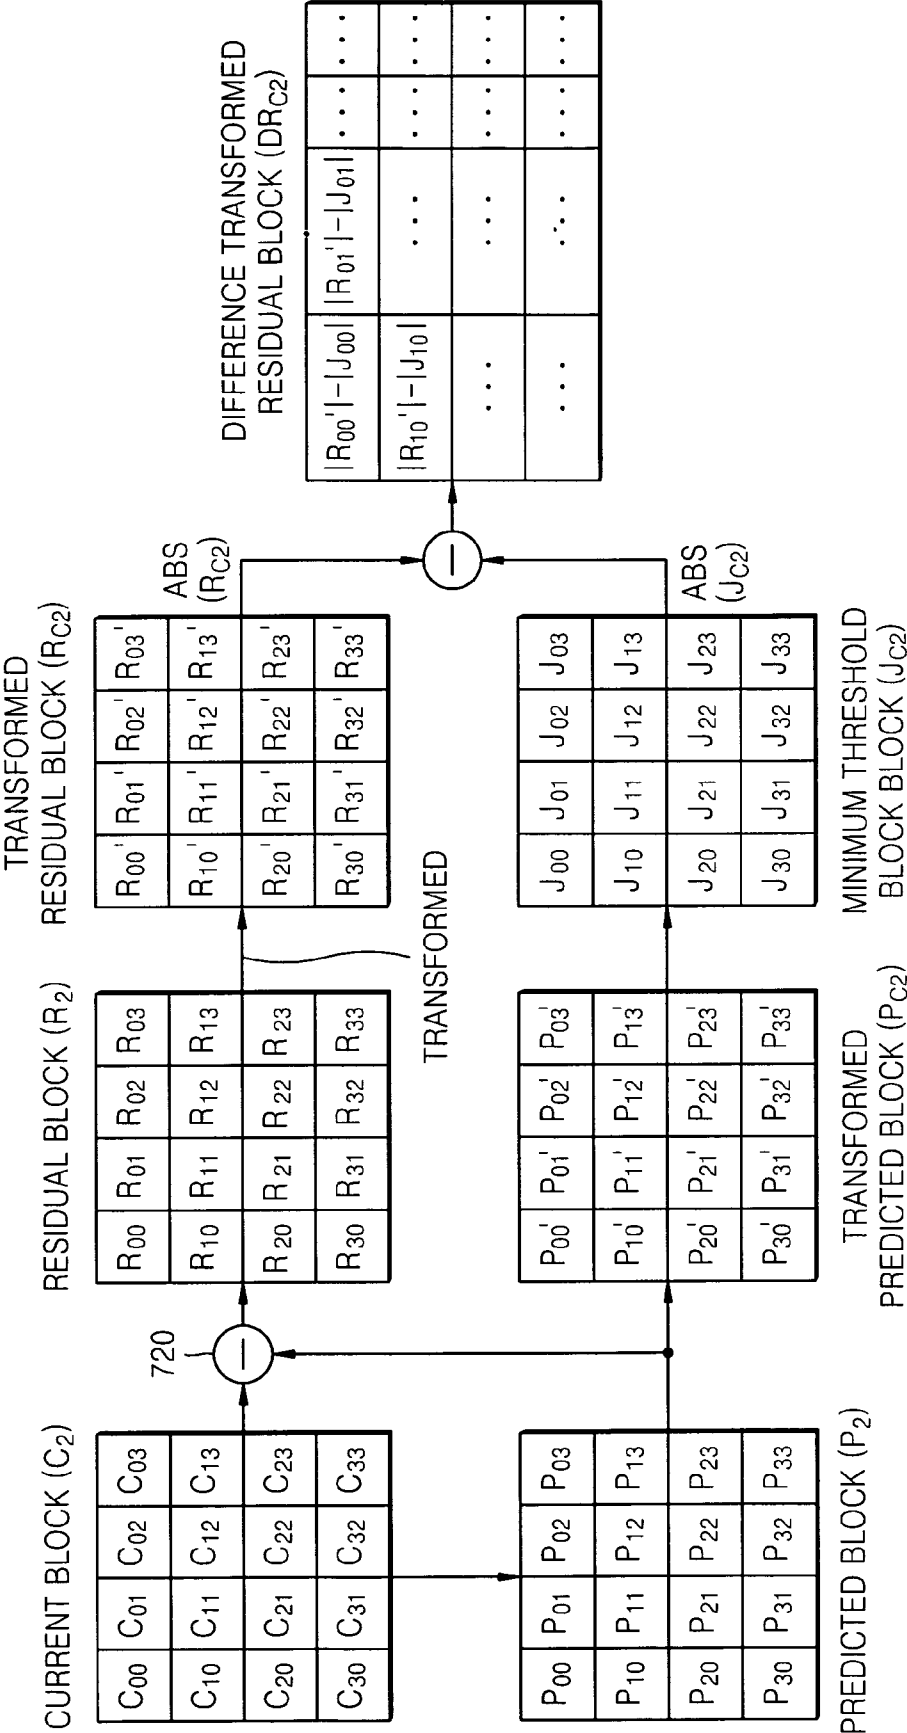 CURRENT BLOCK (C2)
C00 C01 C02 C03
C10 C11 C12 C13
C20 C21 C22 C23
C30 C31 C32 C33
720
RESIDUAL BLOCK (R2)
R00 R01 R02 R03
R10 R11 R12 R13
R20 R21 R22 R23
R30 R31 R32 R33
TRANSFORMED
TRANSFORMED
RESIDUAL BLOCK (RC2)
R00' R01' R02' R03'
R10' R11' R12' R13'
R20' R21' R22' R23'
R30' R31' R32' R33'
ABS
(RC2)
PREDICTED BLOCK (P2)
P00 P01 P02 P03
P10 P11 P12 P13
P20 P21 P22 P23
P30 P31 P32 P33
TRANSFORMED
PREDICTED BLOCK (PC2)
P00' P01' P02' P03'
P10' P11' P12' P13'
P20' P21' P22' P23'
P30' P31' P32' P33'
MINIMUM THRESHOLD
BLOCK BLOCK (JC2)
J00 J01 J02 J03
J10 J11 J12 J13
J20 J21 J22 J23
J30 J31 J32 J33
ABS
(JC2)
DIFFERENCE TRANSFORMED
RESIDUAL BLOCK (DRC2)
|R00'|-|J00| |R01'|-|J01| ... ...
|R10'|-|J10| ... ... ...
... ... ... ...
... ... ... ...